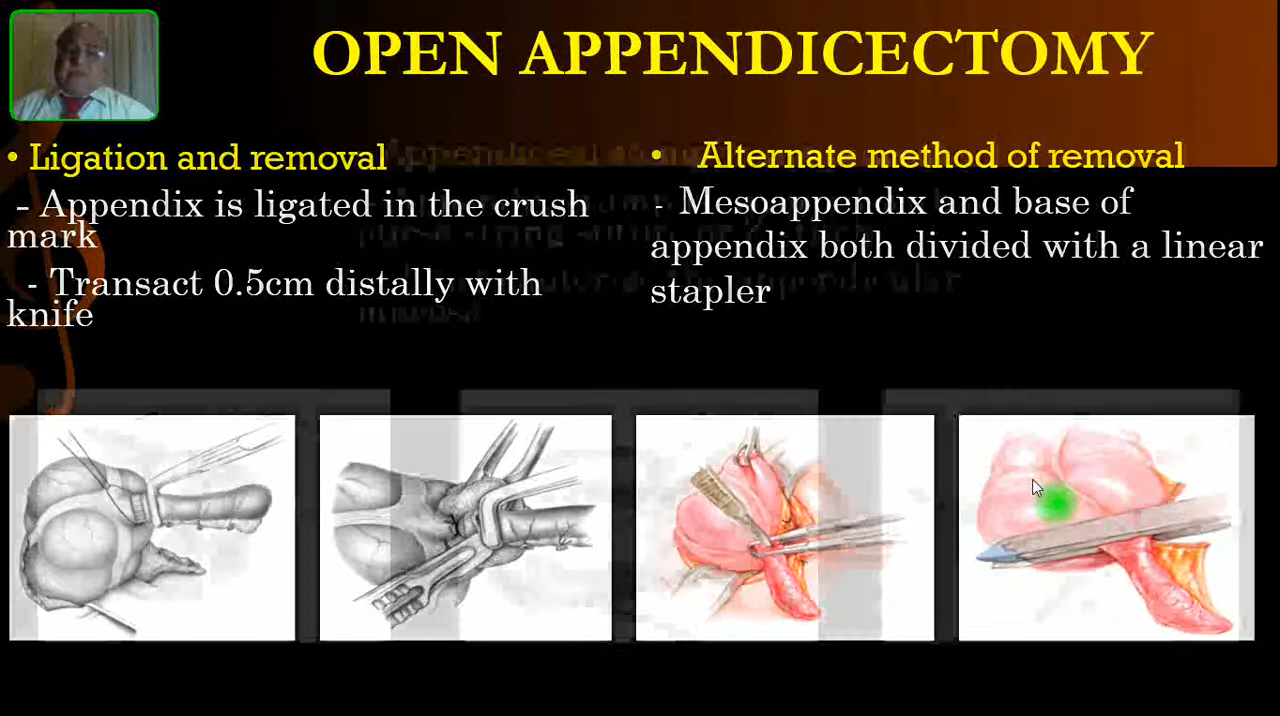 OPEN APPENDICECTOMY
• Ligation and removal
- Appendix is ligated in the crush
mark
- Transact 0.5cm distally with
knife
• Alternate method of removal
- Mesoappendix and base of
appendix both divided with a linear
stapler